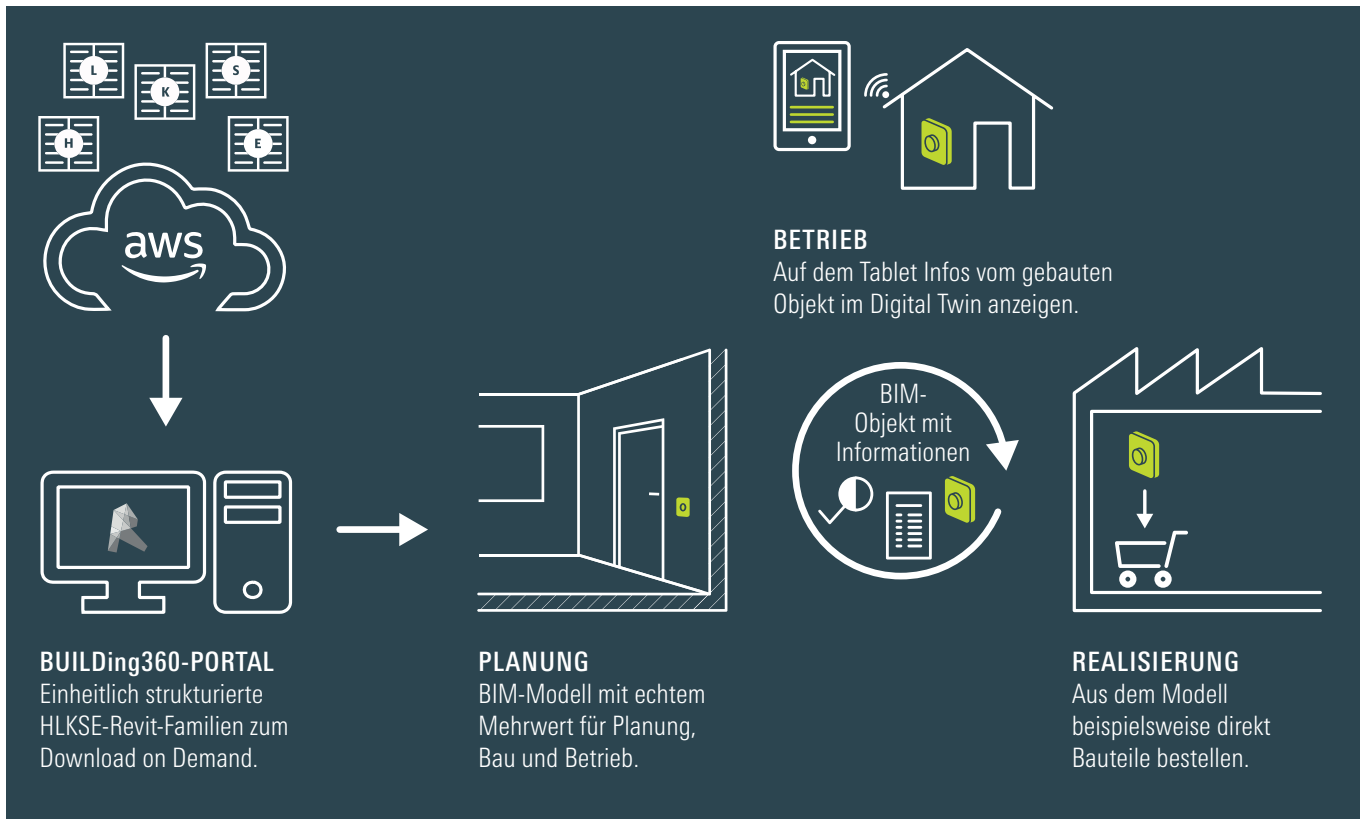 L
S
K
H
E
aws
BETRIEB
Auf dem Tablet Infos vom gebauten
Objekt im Digital Twin anzeigen.
BIM-
Objekt mit
Informationen
BUILDing360-PORTAL
Einheitlich strukturierte
HLKSE-Revit-Familien zum
Download on Demand.
PLANUNG
BIM-Modell mit echtem
Mehrwert für Planung,
Bau und Betrieb.
REALISIERUNG
Aus dem Modell
beispielsweise direkt
Bauteile bestellen.